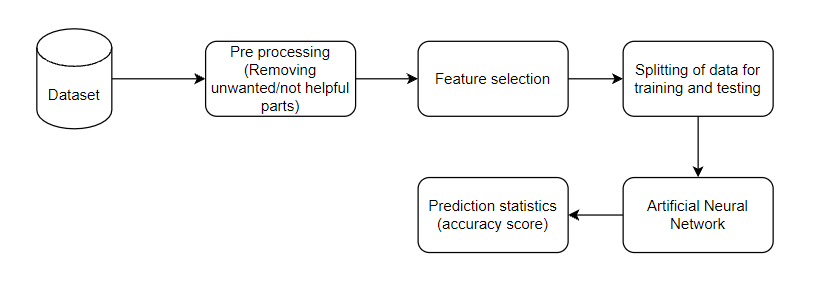 Dataset
Pre processing
(Removing
unwanted/not helpful
parts)
Feature selection
Splitting of data for
training and testing
Prediction statistics
(accuracy score)
Artificial Neural
Network